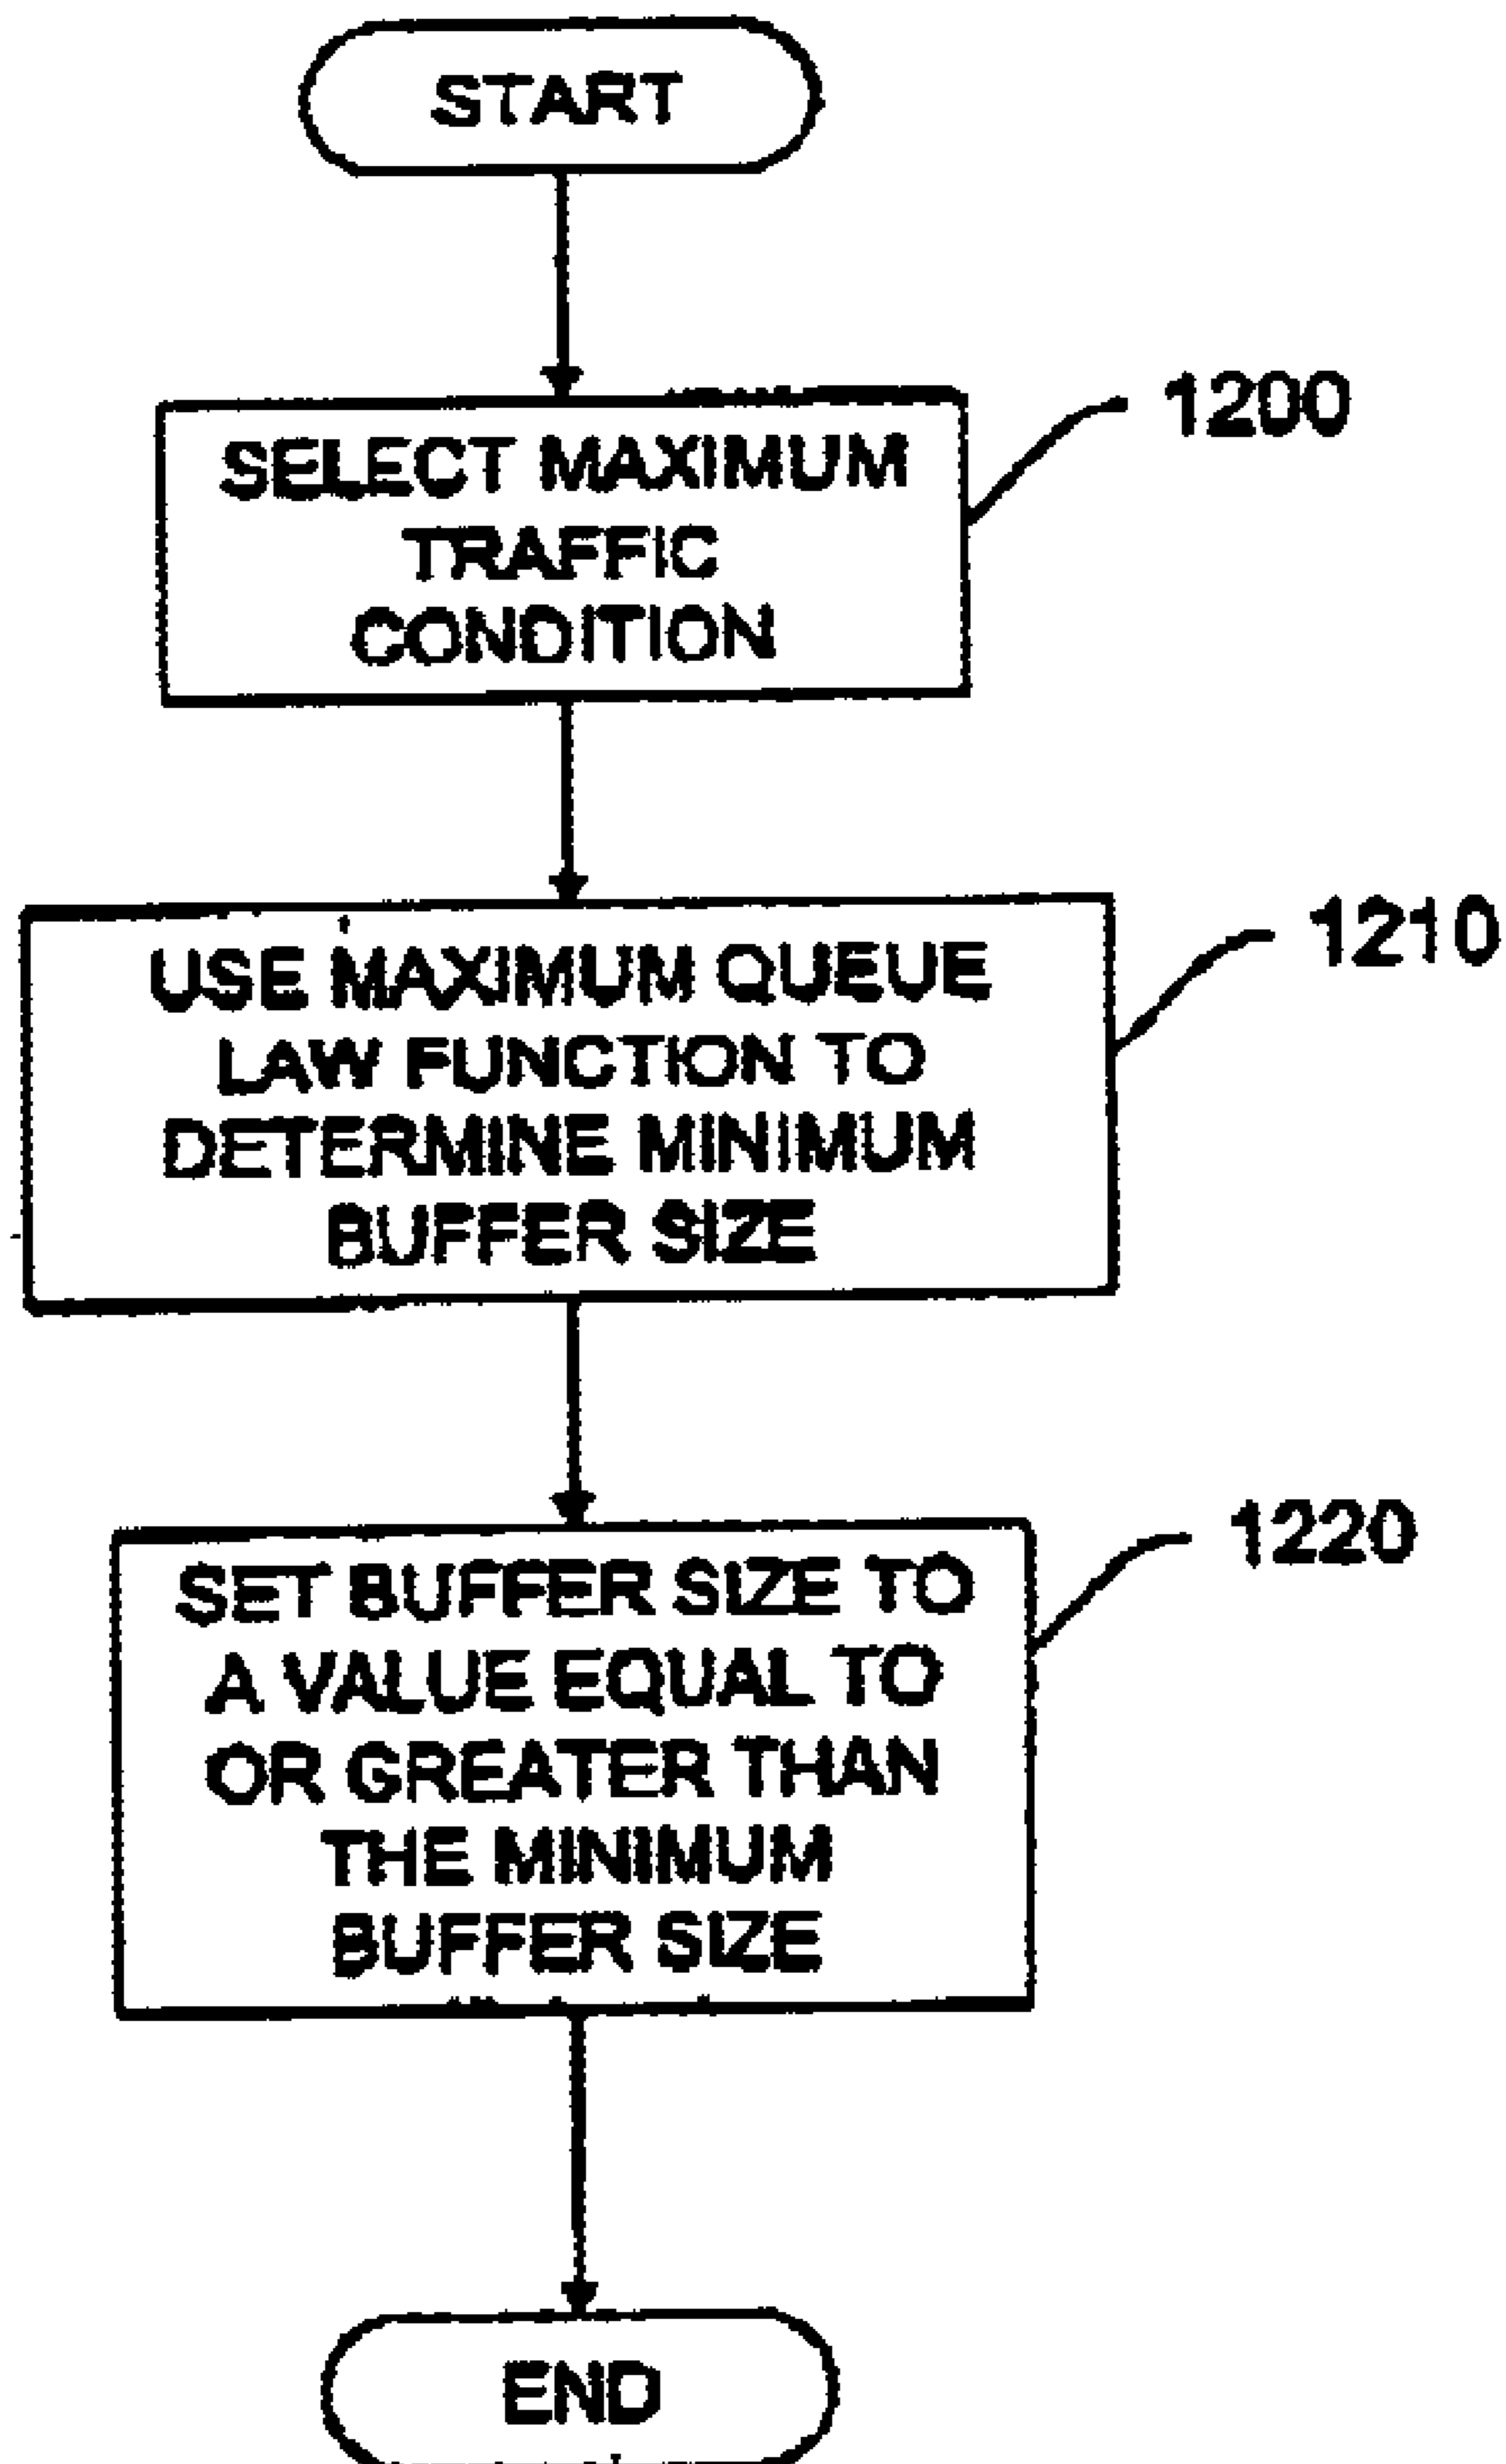 START
1200
SELECT MAXIMUM
TRAFFIC
CONDITION
1210
USE MAXIMUM QUEUE
LAW FUNCTION TO
DETERMINE MINIMUM
BUFFER SIZE
1220
SET BUFFER SIZE TO
A VALUE EQUAL TO
OR GREATER THAN
THE MINIMUM
BUFFER SIZE
END